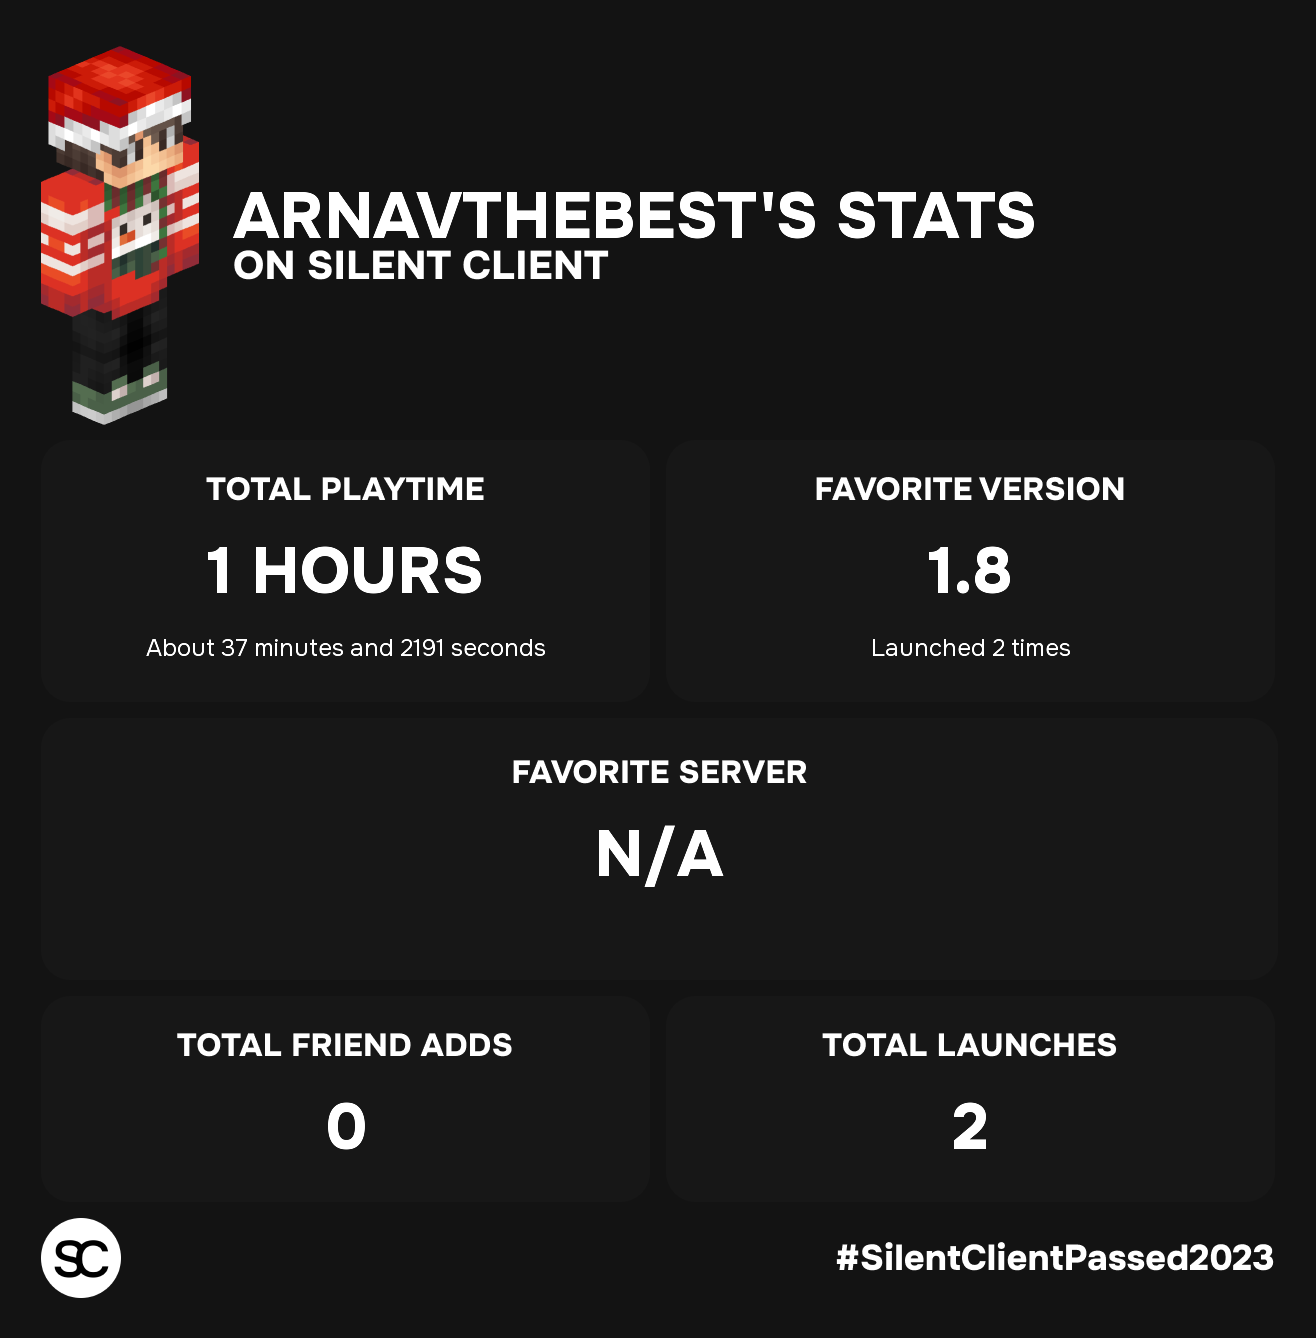 ARNAVTHEBEST'S STATS
ON SILENT CLIENT
TOTAL PLAYTIME
1 HOURS
About 37 minutes and 2191 seconds
FAVORITE VERSION
1.8
Launched 2 times
FAVORITE SERVER
N/A
TOTAL FRIEND ADDS
0
TOTAL LAUNCHES
2
SC
#SilentClientPassed2023